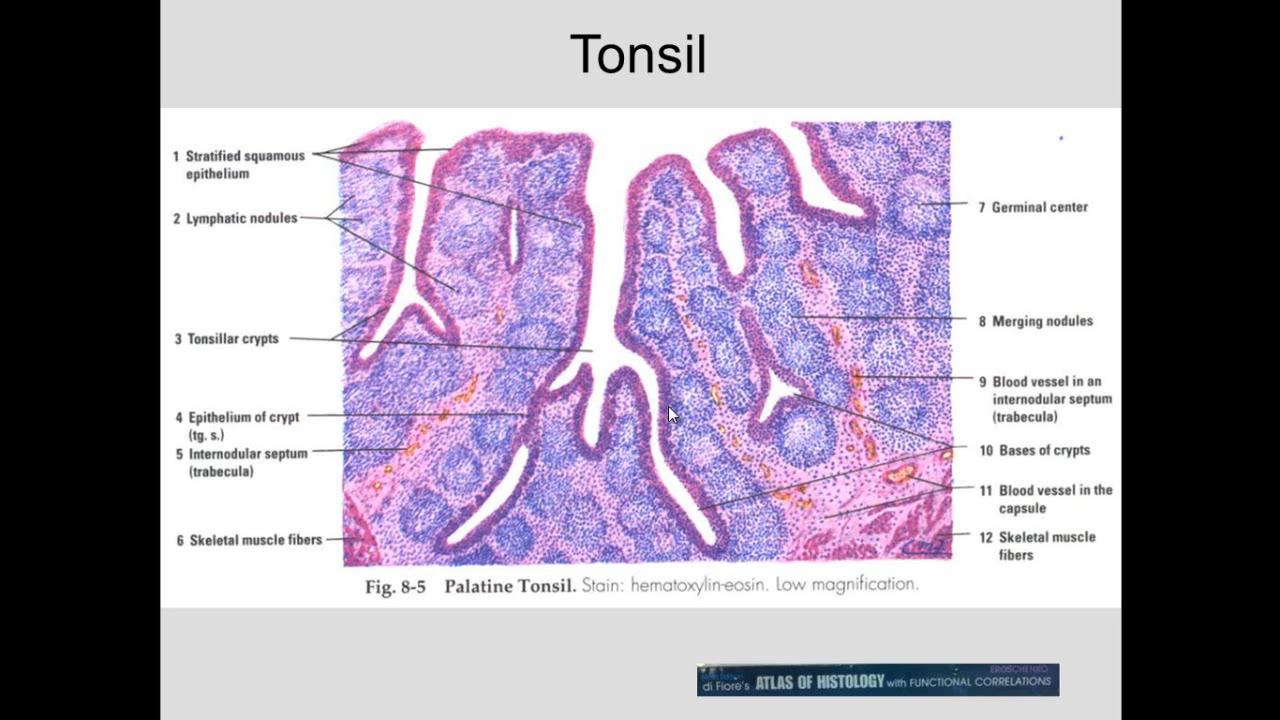 Tonsil
1 Stratified squamous
epithelium
2 Lymphatic nodules
3 Tonsillar crypts
4 Epithelium of crypt
(tg. s.)
5 Internodular septum
(trabecula)
6 Skeletal muscle fibers
7 Germinal center
8 Merging nodules
9 Blood vessel in an
internodular septum
(trabecula)
10 Bases of crypts
11 Blood vessel in the
capsule
12 Skeletal muscle
fibers
Fig. 8-5 Palatine Tonsil. Stain: hematoxylin-eosin. Low magnification.
EROSCHENKO
di Fiore's ATLAS OF HISTOLOGY with FUNCTIONAL CORRELATIONS